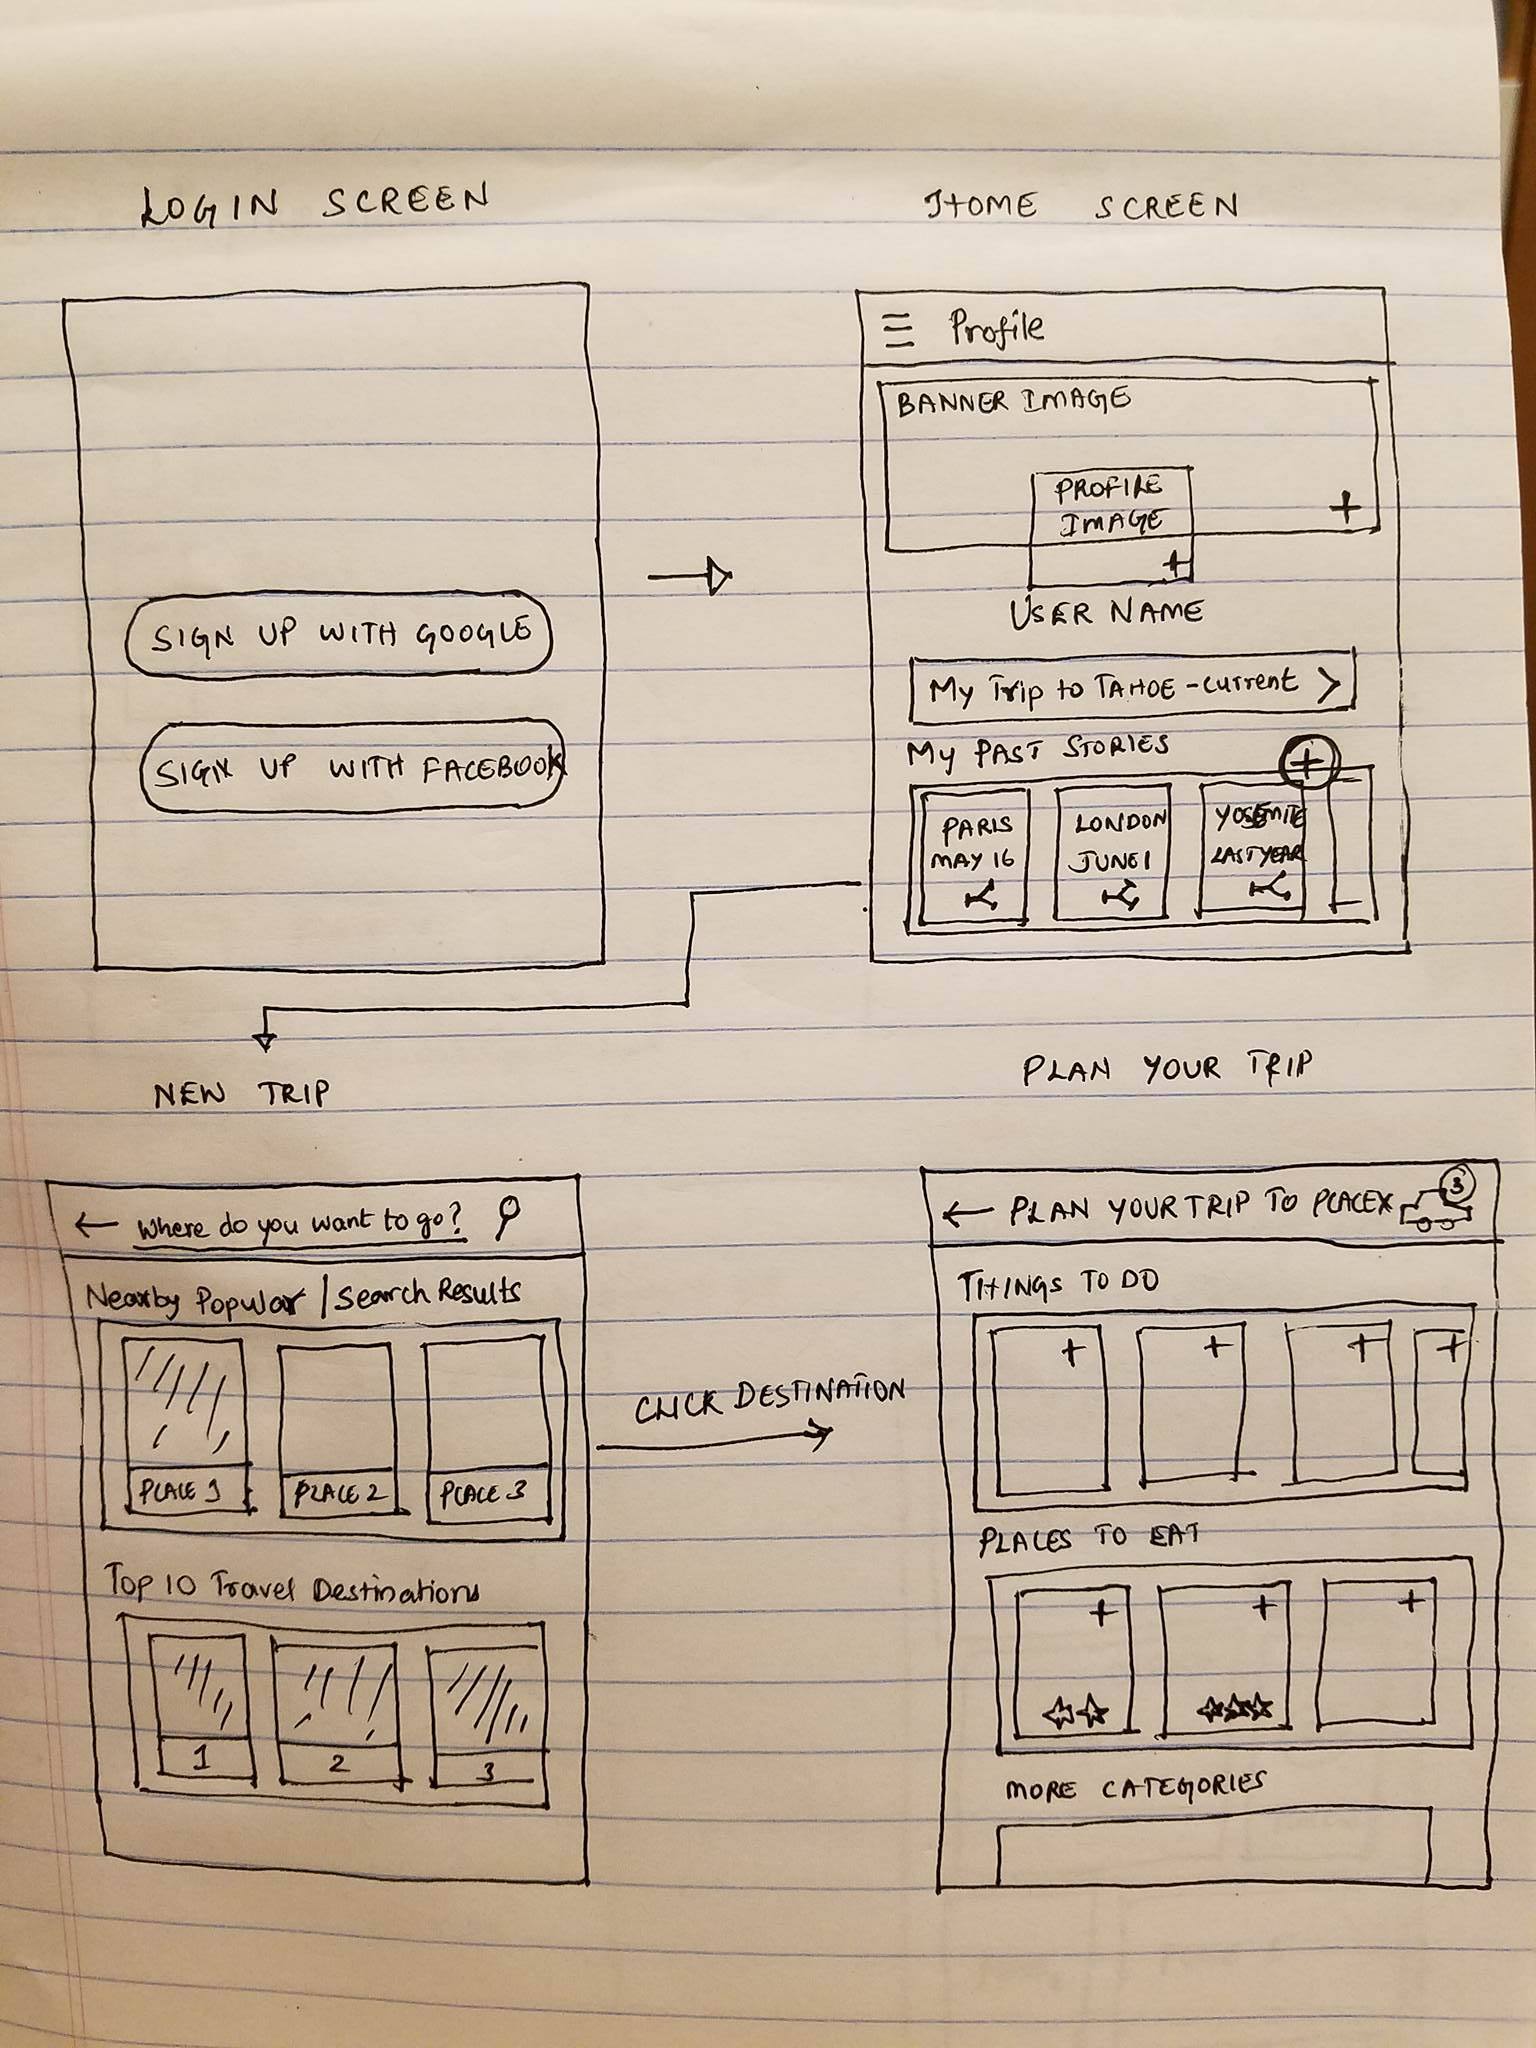 LOGIN SCREEN
HOME SCREEN
SIGN UP WITH GOOGLE
SIGN UP WITH FACEBOOK
Profile
BANNER IMAGE
PROFILE
IMAGE
+
+
USER NAME
My Trip to TAHOE - current >
My PAST STORIES
+
PARIS
MAY 16
LONDON
JUNE 1
YOSEMITE
LAST YEAR
NEW TRIP
PLAN YOUR TRIP
Where do you want to go?
Nearby Popular | Search Results
PLACE 1
PLACE 2
PLACE 3
Top 10 Travel Destinations
1
2
3
CLICK DESTINATION
PLAN YOUR TRIP TO PLACEX
3
THINGS TO DO
+ + + +
PLACES TO EAT
+ + +
MORE CATEGORIES